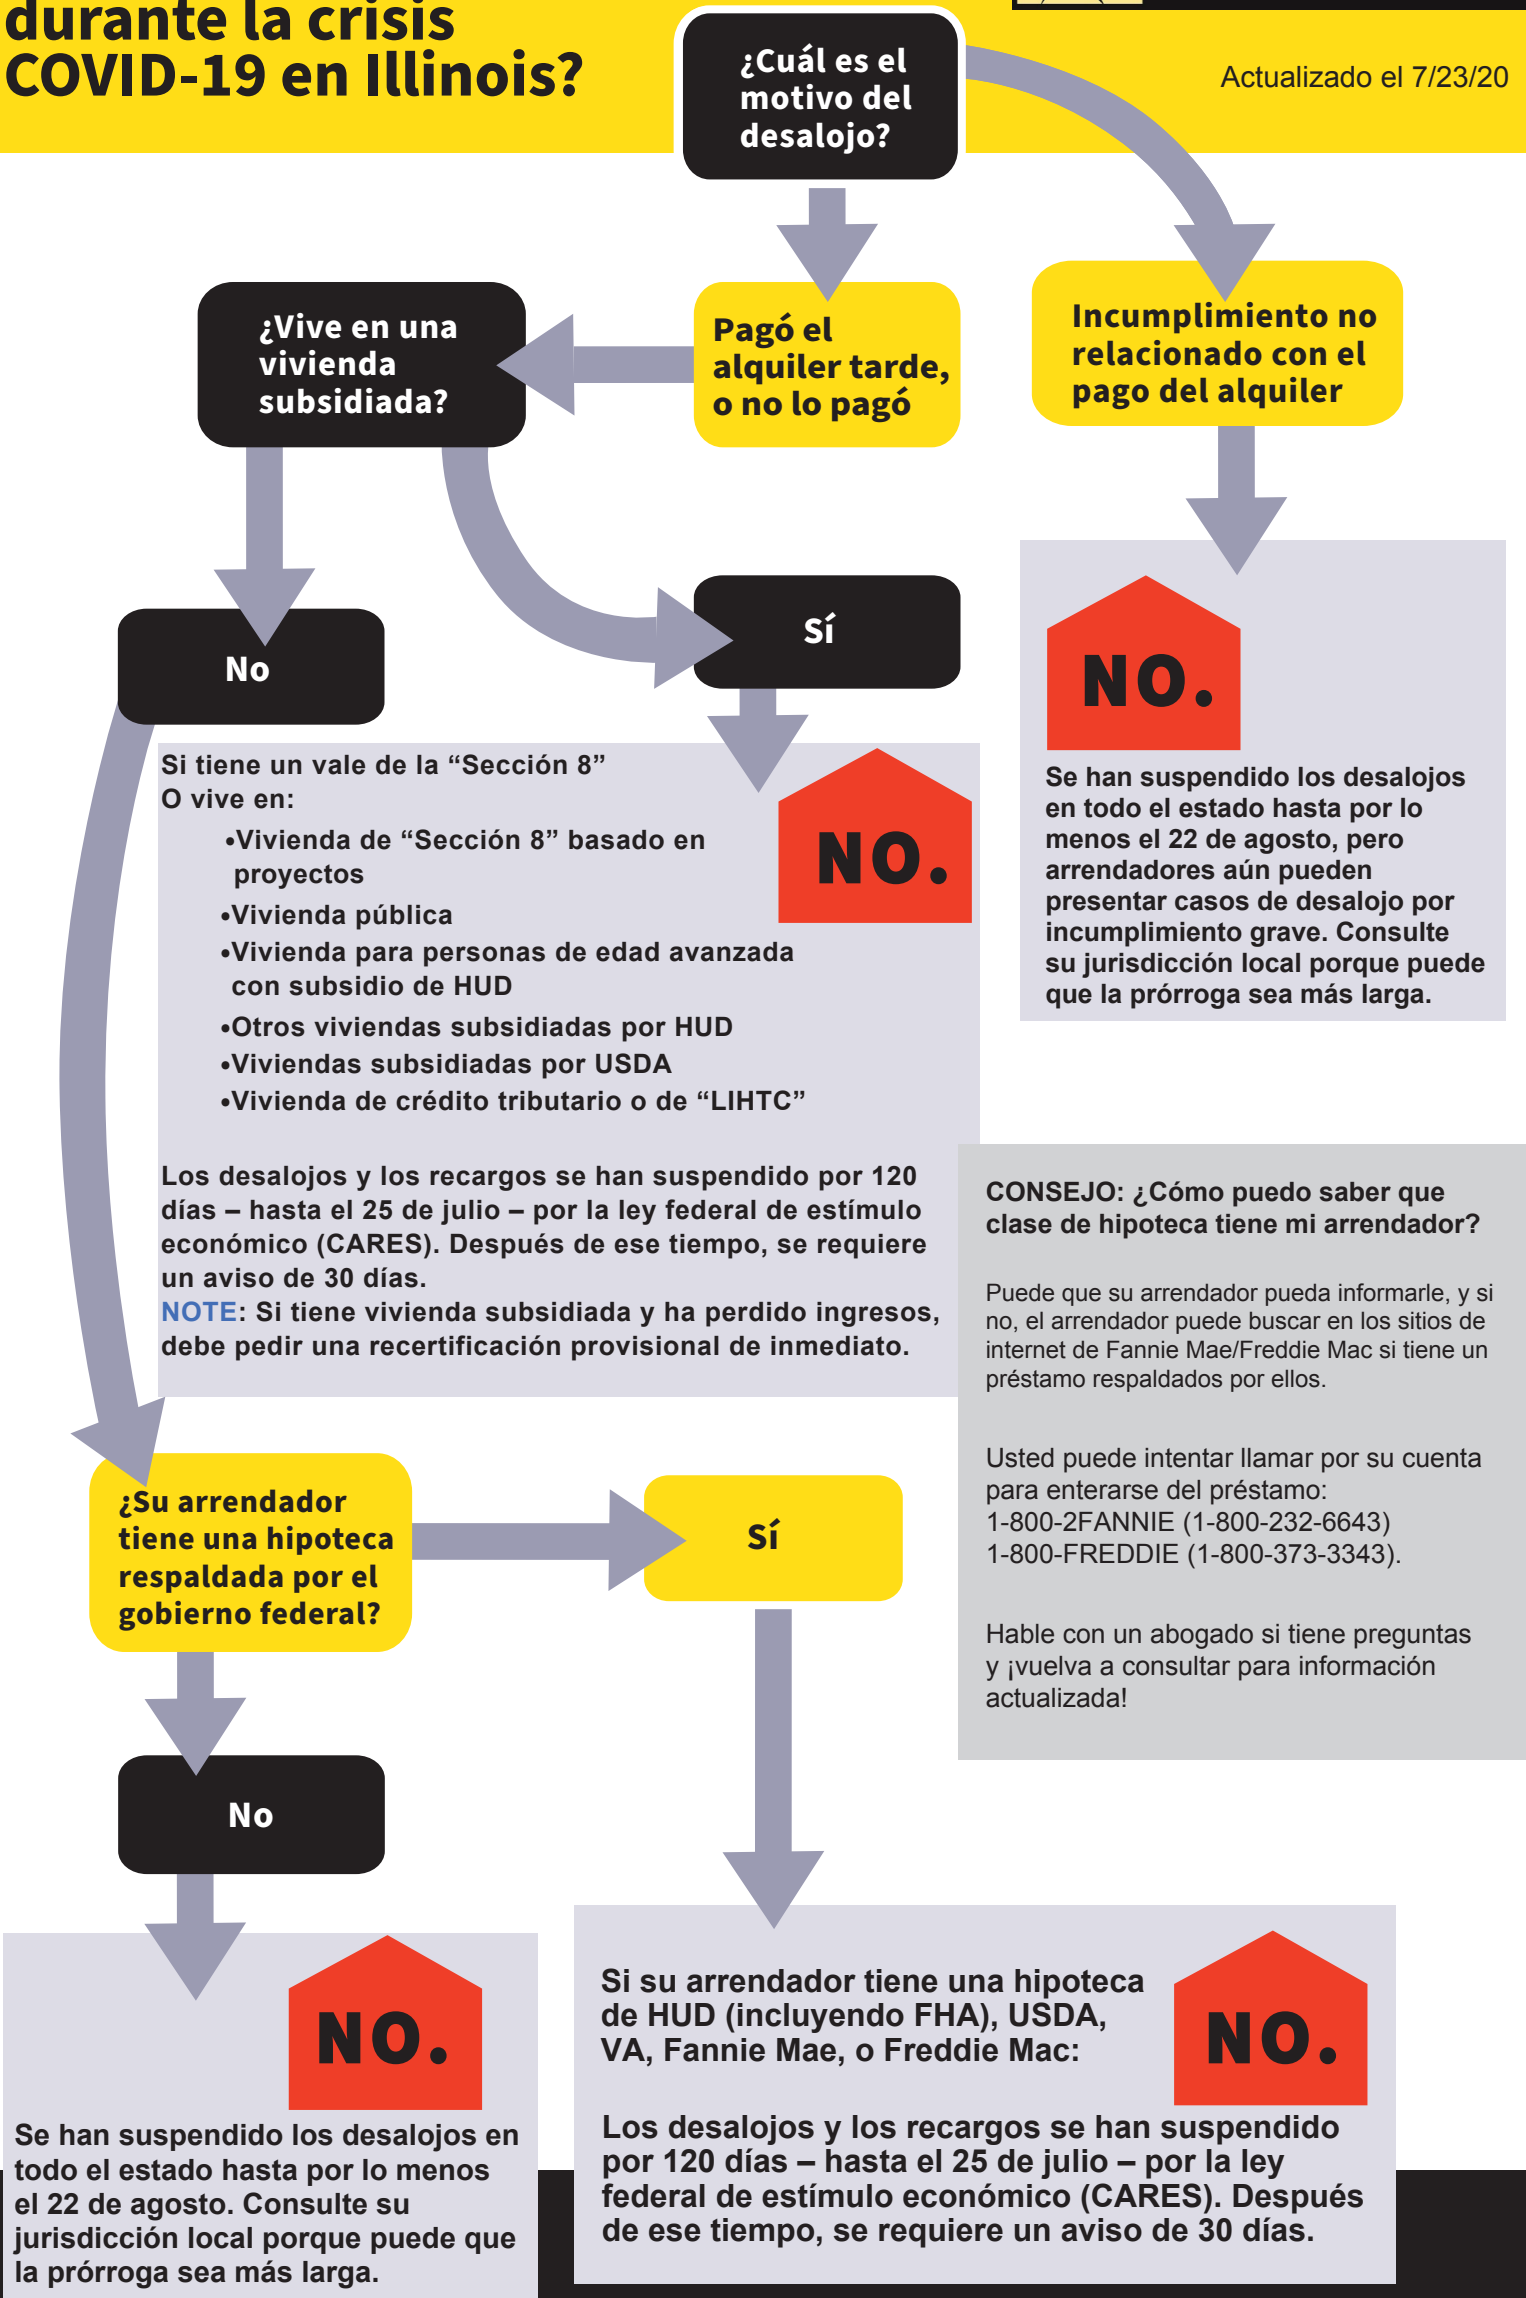 durante la crisis
COVID-19 en Illinois?
Actualizado el 7/23/20
¿Cuál es el
motivo del
desalojo?
Pagó el
alquiler tarde,
o no lo pagó
Incumplimiento no
relacionado con el
pago del alquiler
¿Vive en una
vivienda
subsidiada?
No
Sí
NO.
Se han suspendido los desalojos
en todo el estado hasta por lo
menos el 22 de agosto, pero
arrendadores aún pueden
presentar casos de desalojo por
incumplimiento grave. Consulte
su jurisdicción local porque puede
que la prórroga sea más larga.
Si tiene un vale de la “Sección 8”
O vive en:
•Vivienda de “Sección 8” basado en
proyectos
•Vivienda pública
•Vivienda para personas de edad avanzada
con subsidio de HUD
•Otros viviendas subsidiadas por HUD
•Viviendas subsidiadas por USDA
•Vivienda de crédito tributario o de “LIHTC”
NO.
Los desalojos y los recargos se han suspendido por 120
días – hasta el 25 de julio – por la ley federal de estímulo
económico (CARES). Después de ese tiempo, se requiere
un aviso de 30 días.
NOTE: Si tiene vivienda subsidiada y ha perdido ingresos,
debe pedir una recertificación provisional de inmediato.
CONSEJO: ¿Cómo puedo saber que
clase de hipoteca tiene mi arrendador?
Puede que su arrendador pueda informarle, y si
no, el arrendador puede buscar en los sitios de
internet de Fannie Mae/Freddie Mac si tiene un
préstamo respaldados por ellos.
Usted puede intentar llamar por su cuenta
para enterarse del préstamo:
1-800-2FANNIE (1-800-232-6643)
1-800-FREDDIE (1-800-373-3343).
Hable con un abogado si tiene preguntas
y ¡vuelva a consultar para información
actualizada!
¿Su arrendador
tiene una hipoteca
respaldada por el
gobierno federal?
Sí
No
NO.
Se han suspendido los desalojos en
todo el estado hasta por lo menos
el 22 de agosto. Consulte su
jurisdicción local porque puede que
la prórroga sea más larga.
Si su arrendador tiene una hipoteca
de HUD (incluyendo FHA), USDA,
VA, Fannie Mae, o Freddie Mac:
NO.
Los desalojos y los recargos se han suspendido
por 120 días – hasta el 25 de julio – por la ley
federal de estímulo económico (CARES). Después
de ese tiempo, se requiere un aviso de 30 días.